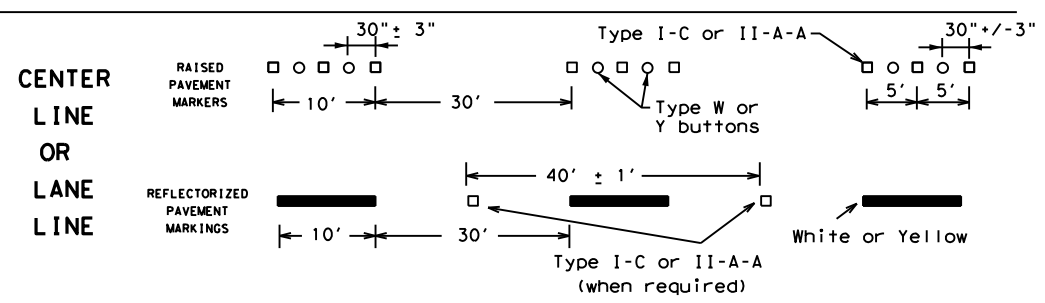 CENTER
LINE
OR
LANE
LINE
RAISED
PAVEMENT
MARKERS
30"± 3"
10'
30'
Type I-C or II-A-A
Type W or
Y buttons
30"+/-3"
5'
5'
REFLECTORIZED
PAVEMENT
MARKINGS
40' ± 1'
10'
30'
Type I-C or II-A-A
(when required)
White or Yellow